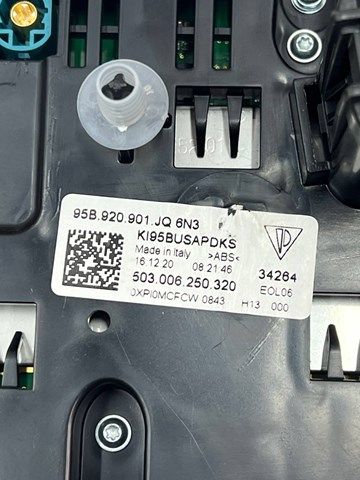 95B.920.901.JQ 6N3
KI95BUSAPDKS
Made in Italy >ABS<
16.12.20 08 21 46
34264
503.006.250.320
EOL06
JXPI0MCFCW 0843 H13 000